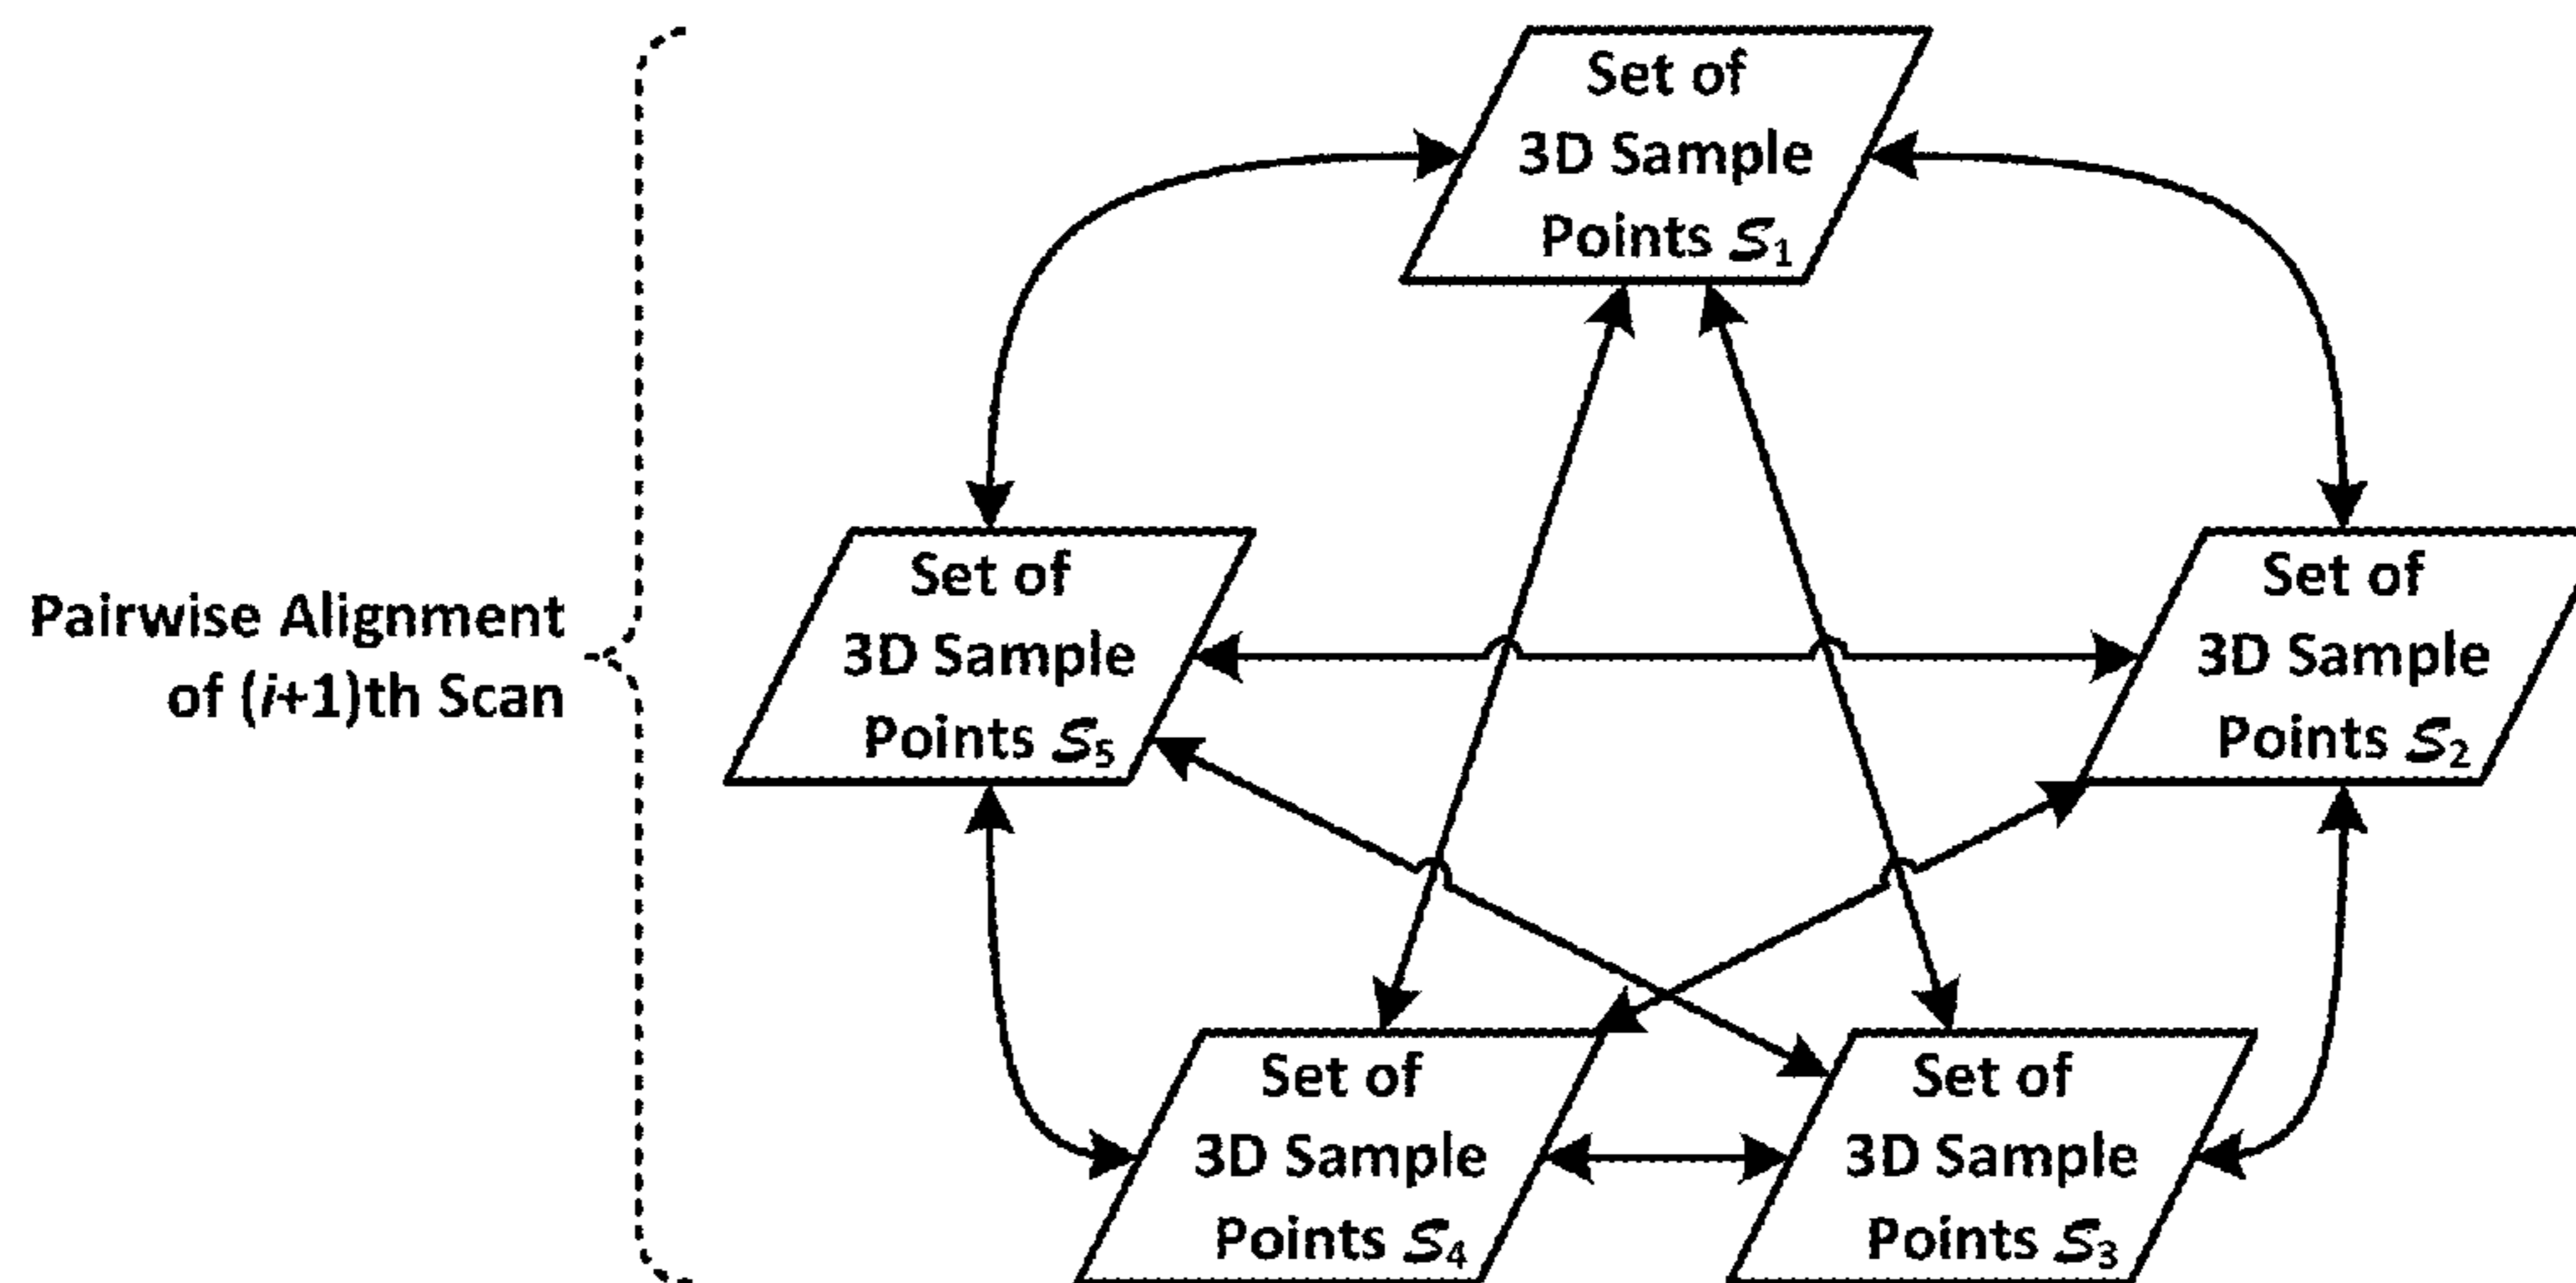 Set of
3D Sample
Points 𝒮1
Pairwise Alignment
of (i+1)th Scan
Set of
3D Sample
Points 𝒮5
Set of
3D Sample
Points 𝒮2
Set of
3D Sample
Points 𝒮4
Set of
3D Sample
Points 𝒮3